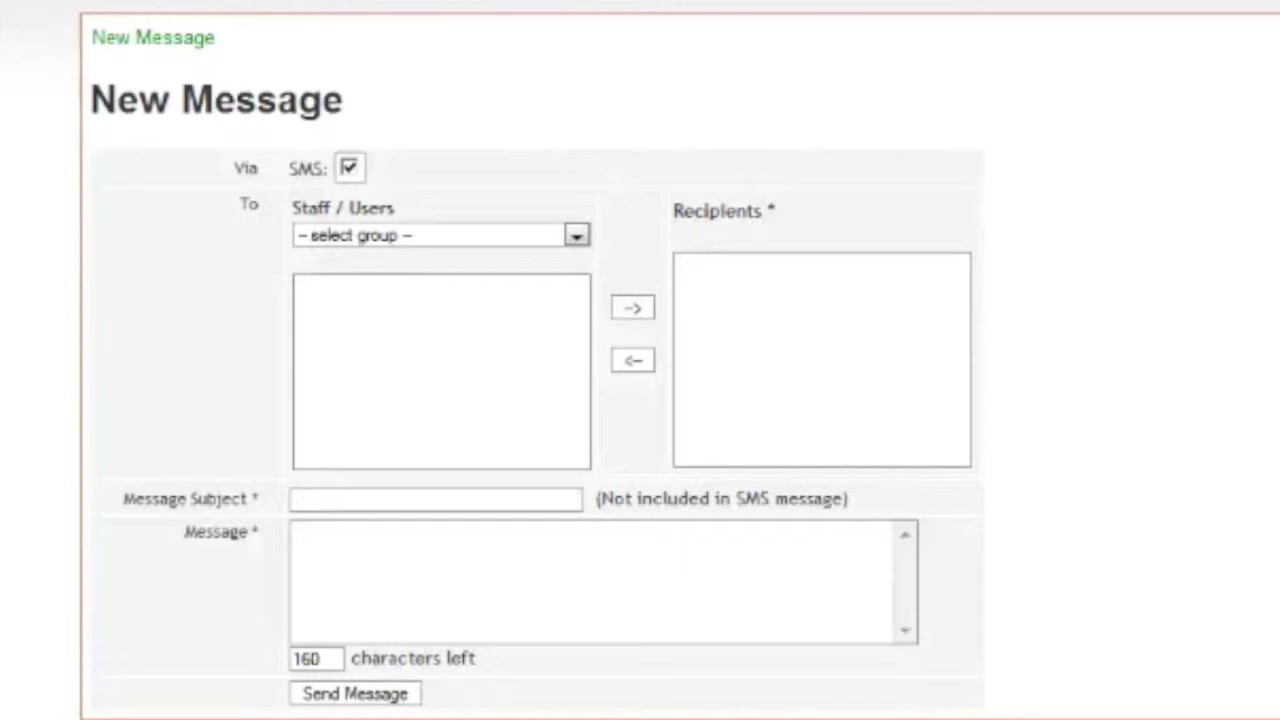 New Message
New Message
Via SMS:
To Staff / Users Recipients *
-- select group --
-->
<--
Message Subject * (Not included in SMS message)
Message *
160 characters left
Send Message